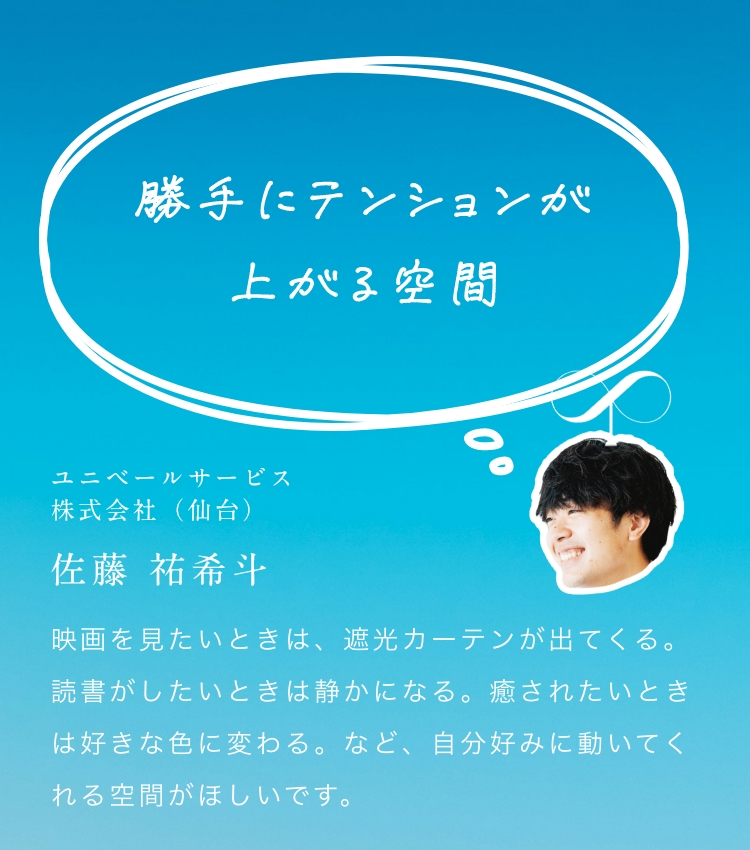 勝手にテンションが
上がる空間
ユニベールサービス
株式会社（仙台）
佐藤 祐希斗
映画を見たいときは、遮光カーテンが出てくる。
読書がしたいときは静かになる。癒されたいとき
は好きな色に変わる。など、自分好みに動いてく
れる空間がほしいです。